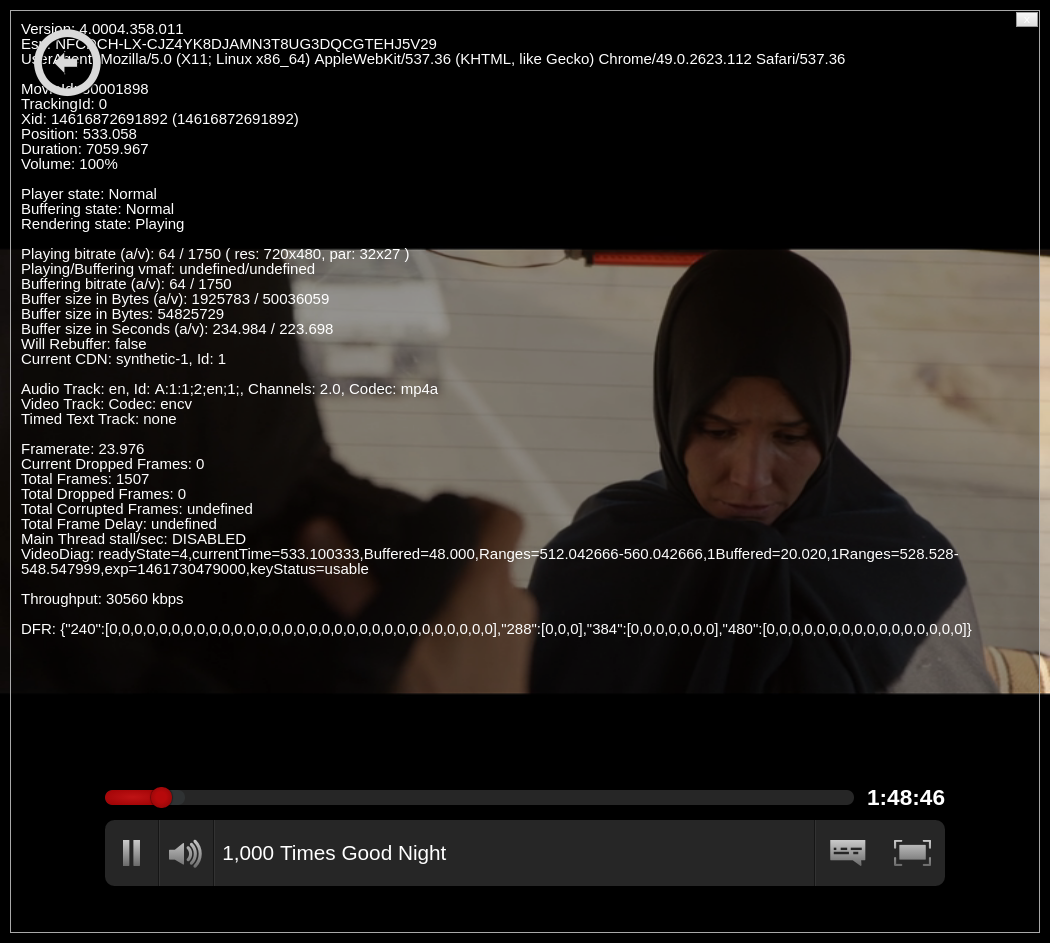 Version: 4.0004.358.011
Esn: NFCDCH-LX-CJZ4YK8DJAMN3T8UG3DQCGTEHJ5V29
UserAgent: Mozilla/5.0 (X11; Linux x86_64) AppleWebKit/537.36 (KHTML, like Gecko) Chrome/49.0.2623.112 Safari/537.36
MovieId: 80001898
TrackingId: 0
Xid: 14616872691892 (14616872691892)
Position: 533.058
Duration: 7059.967
Volume: 100%
Player state: Normal
Buffering state: Normal
Rendering state: Playing
Playing bitrate (a/v): 64 / 1750 ( res: 720x480, par: 32x27 )
Playing/Buffering vmaf: undefined/undefined
Buffering bitrate (a/v): 64 / 1750
Buffer size in Bytes (a/v): 1925783 / 50036059
Buffer size in Bytes: 54825729
Buffer size in Seconds (a/v): 234.984 / 223.698
Will Rebuffer: false
Current CDN: synthetic-1, Id: 1
Audio Track: en, Id: A:1:1;2;en;1;, Channels: 2.0, Codec: mp4a
Video Track: Codec: encv
Timed Text Track: none
Framerate: 23.976
Current Dropped Frames: 0
Total Frames: 1507
Total Dropped Frames: 0
Total Corrupted Frames: undefined
Total Frame Delay: undefined
Main Thread stall/sec: DISABLED
VideoDiag: readyState=4,currentTime=533.100333,Buffered=48.000,Ranges=512.042666-560.042666,1Buffered=20.020,1Ranges=528.528-
548.547999,exp=1461730479000,keyStatus=usable
Throughput: 30560 kbps
DFR: {"240":[0,0,0,0,0,0,0,0,0,0,0,0,0,0,0,0,0,0,0,0,0,0,0,0,0,0,0,0,0,0,0],"288":[0,0,0],"384":[0,0,0,0,0,0,0],"480":[0,0,0,0,0,0,0,0,0,0,0,0,0,0,0,0]}
1:48:46
1,000 Times Good Night